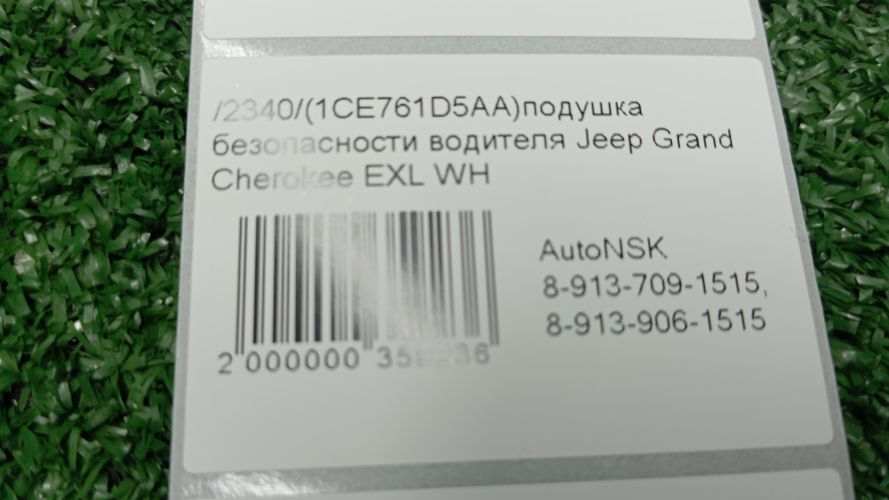 /2340/(1CE761D5AA)подушка
безопасности водителя Jeep Grand
Cherokee EXL WH
AutoNSK
8-913-709-1515,
8-913-906-1515
2 000000